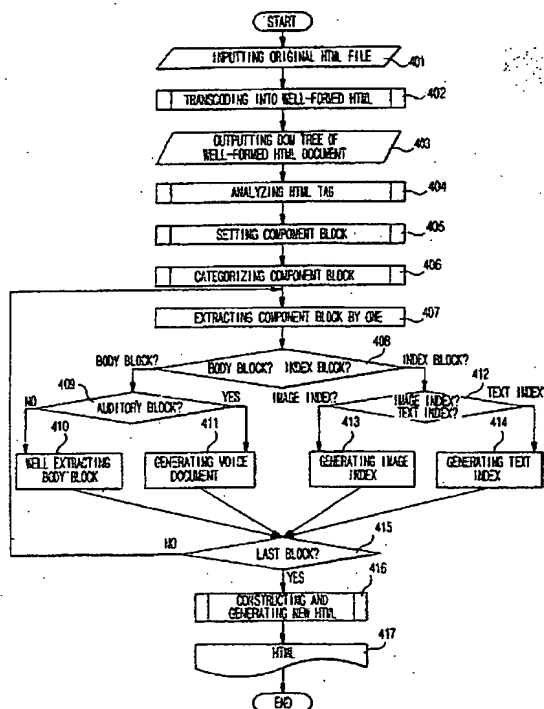 START
INPUTTING ORIGINAL HTML FILE
401
TRANSCODING INTO WELL-FORMED HTML
402
OUTPUTTING DOM TREE OF
WELL-FORMED HTML DOCUMENT
403
ANALYZING HTML TAG
404
SETTING COMPONENT BLOCK
405
CATEGORIZING COMPONENT BLOCK
406
EXTRACTING COMPONENT BLOCK BY ONE
407
408
BODY BLOCK?
BODY BLOCK? INDEX BLOCK?
INDEX BLOCK?
409
NO
AUDITORY BLOCK?
YES
IMAGE INDEX?
IMAGE INDEX?
TEXT INDEX?
412
TEXT INDEX?
410
WELL EXTRACTING
BODY BLOCK
411
GENERATING VOICE
DOCUMENT
413
GENERATING IMAGE
INDEX
414
GENERATING TEXT
INDEX
NO
LAST BLOCK?
415
YES
416
CONSTRUCTING AND
GENERATING NEW HTML
417
HTML
END